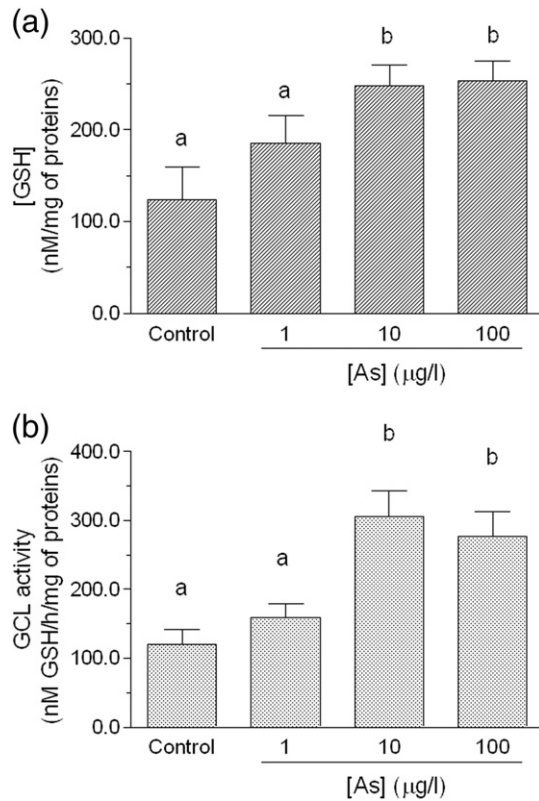 (a)
300.0
200.0
100.0
0.0
[GSH]
(nM/mg of proteins)
a
a
b
b
Control
1
10
100
[As] (μg/l)
(b)
400.0
300.0
200.0
100.0
0.0
GCL activity
(nM GSH/h/mg of proteins)
a
a
b
b
Control
1
10
100
[As] (μg/l)